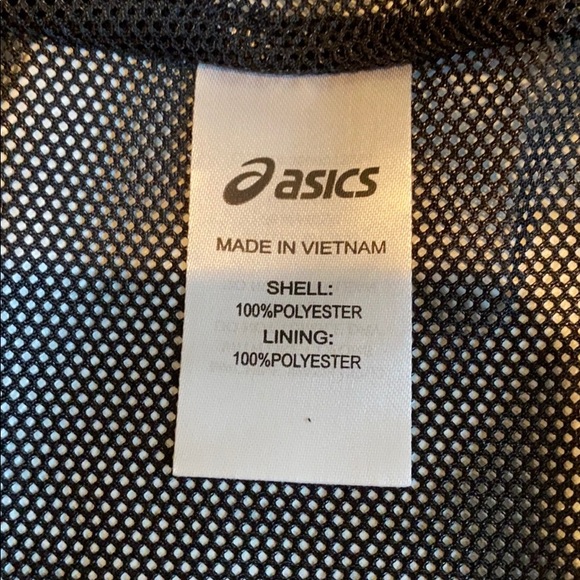 asics
MADE IN VIETNAM
SHELL:
100%POLYESTER
LINING:
100%POLYESTER